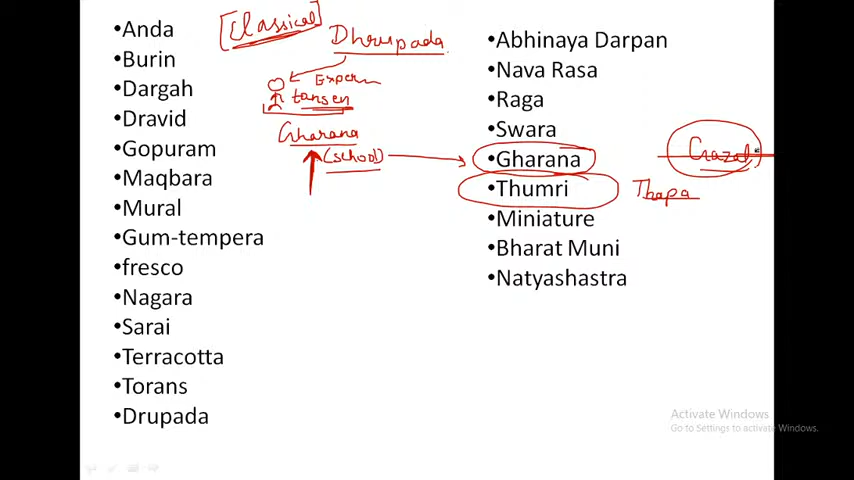 •Anda
•Burin
•Dargah
•Dravid
•Gopuram
•Maqbara
•Mural
•Gum-tempera
•fresco
•Nagara
•Sarai
•Terracotta
•Torans
•Drupada
[Classical]
Dhrupada
Expern
tansen
Gharana
(School)
•Abhinaya Darpan
•Nava Rasa
•Raga
•Swara
•Gharana
•Thumri
•Miniature
•Bharat Muni
•Natyashastra
Thapa
Gazal
Activate Windows
Go to Settings to activate Windows.